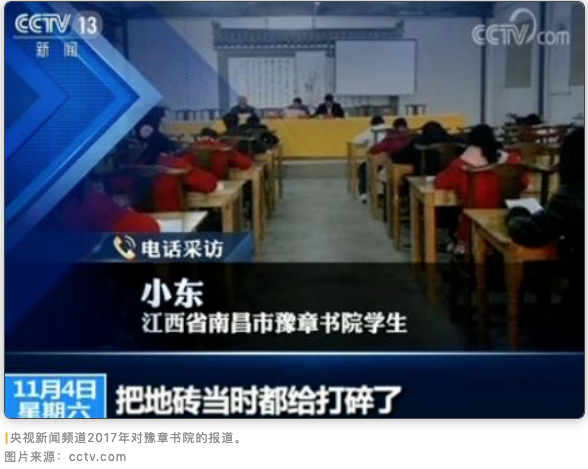 CCTV 13
新闻
CCTV.com
电话采访
小东
江西省南昌市豫章书院学生
11月4日
星期六
把地砖当时都给打碎了
央视新闻频道2017年对豫章书院的报道。
图片来源：cctv.com